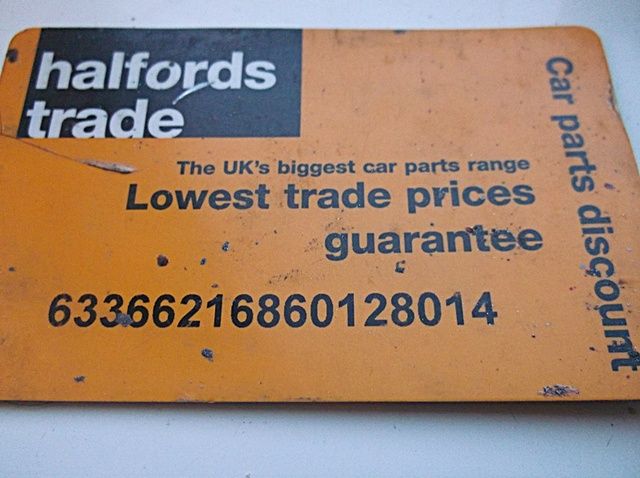 halfords
trade
The UK's biggest car parts range
Lowest trade prices
guarantee
63366216860128014
Car parts discount